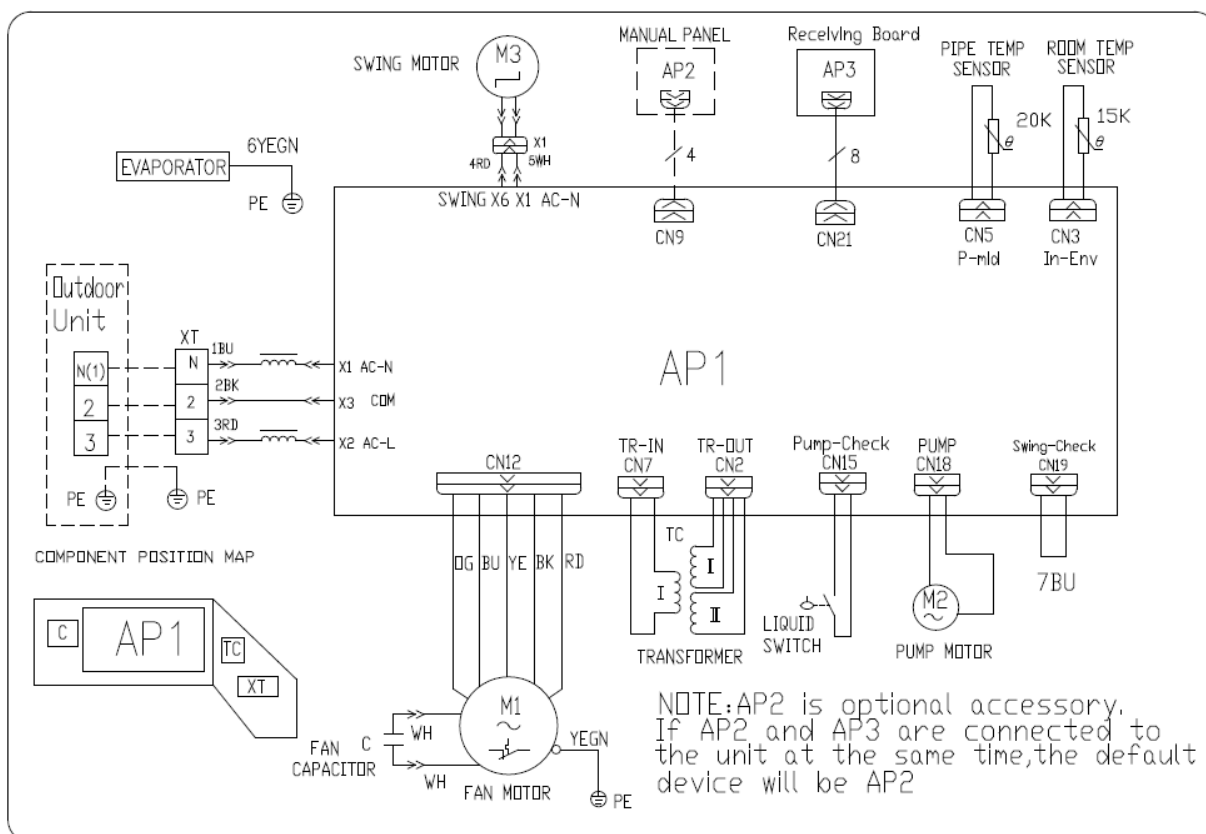 MANUAL PANEL
AP2
4
CN9
Receiving Board
AP3
8
CN21
PIPE TEMP
SENSOR
20K
θ
CN5
P-mid
ROOM TEMP
SENSOR
15K
θ
CN3
In-Env
SWING MOTOR
M3
X1
4RD
5WH
SWING X6 X1 AC-N
6YEGN
EVAPORATOR
PE
Outdoor
Unit
N(1)
2
3
PE
XT
N
2
3
PE
1BU
2BK
3RD
X1 AC-N
X3 COM
X2 AC-L
AP1
CN12
OG
BU
YE
BK
RD
TR-IN
CN7
TR-OUT
CN2
TC
I
I
II
TRANSFORMER
Pump-Check
CN15
LIQUID
SWITCH
PUMP
CN18
M2
~
PUMP MOTOR
Swing-Check
CN19
7BU
COMPONENT POSITION MAP
C
AP1
TC
XT
M1
~
C
WH
WH
FAN
CAPACITOR
FAN MOTOR
YEGN
PE
NOTE:AP2 is optional accessory.
If AP2 and AP3 are connected to
the unit at the same time,the default
device will be AP2